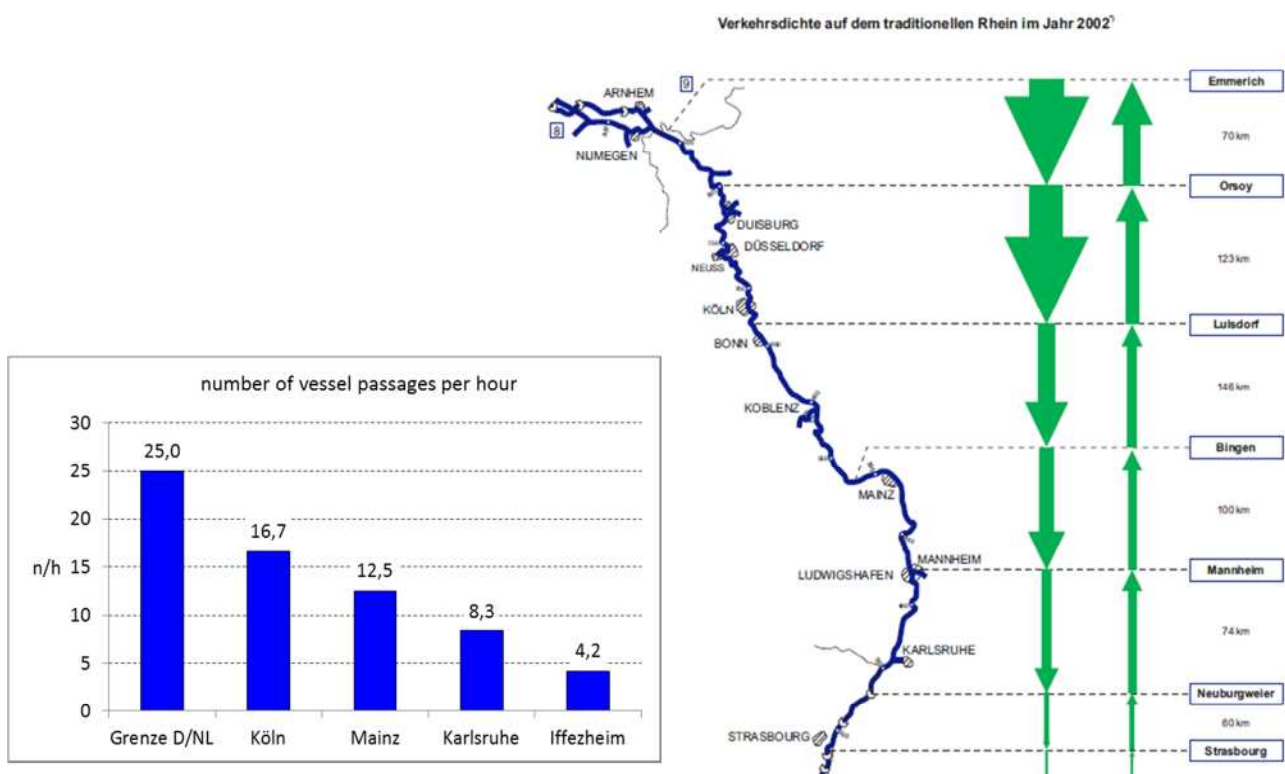 Verkehrsdichte auf dem traditionellen Rhein im Jahr 2002*)
9
Emmerich
ARNHEM
8
70 km
NIJMEGEN
Orsoy
DUISBURG
DÜSSELDORF
123 km
NEUSS
KÖLN
Lulsdorf
BONN
146 km
KOBLENZ
Bingen
MAINZ
100 km
MANNHEIM
LUDWIGSHAFEN
Mannheim
74 km
KARLSRUHE
Neuburgweier
60 km
STRASBOURG
Strasbourg
number of vessel passages per hour
30
25
20
n/h
15
10
5
0
25,0
16,7
12,5
8,3
4,2
Grenze D/NL Köln Mainz Karlsruhe Iffezheim